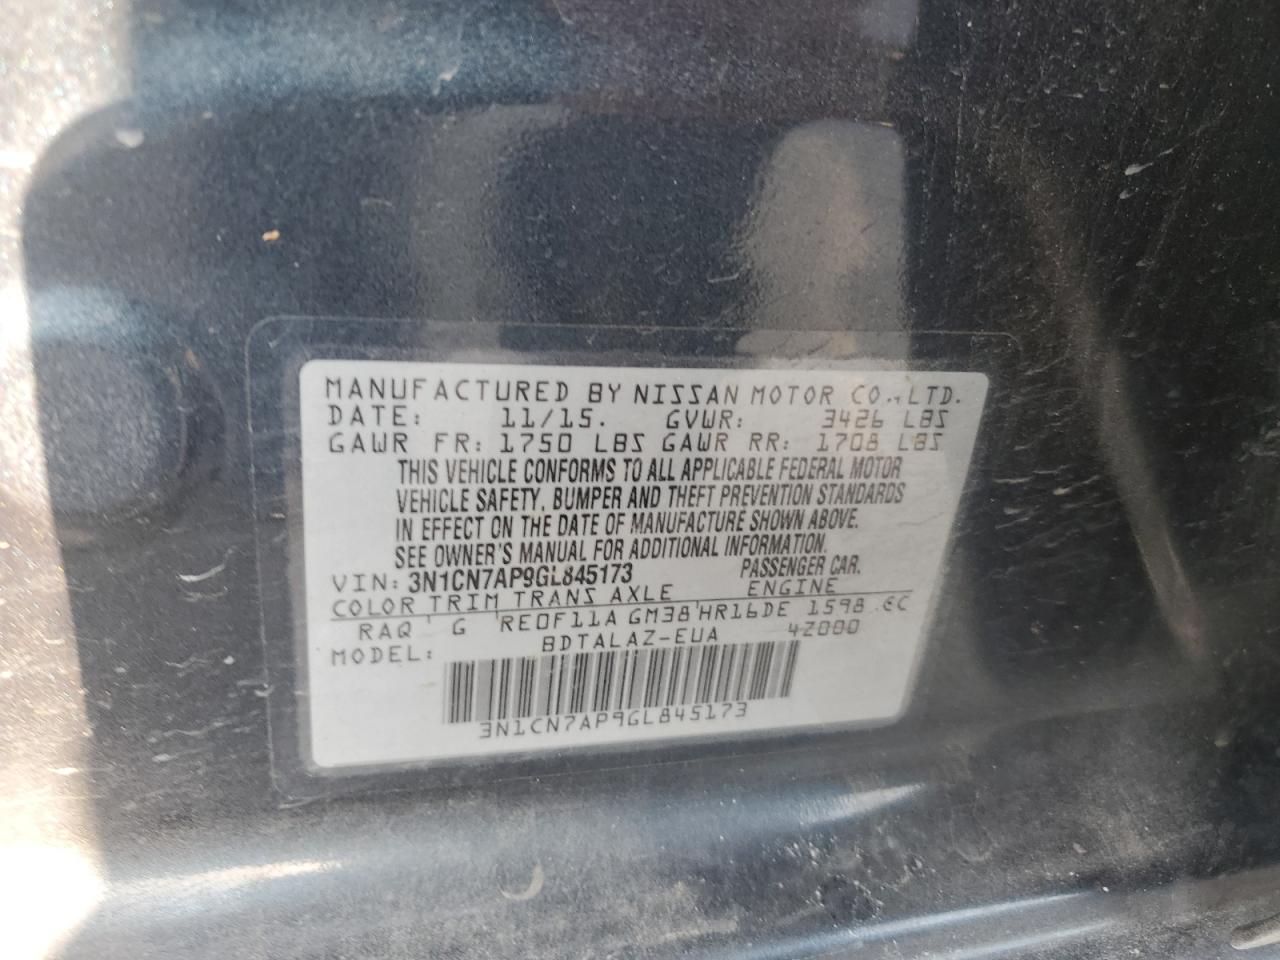 MANUFACTURED BY NISSAN MOTOR CO., LTD.
DATE: 11/15. GVWR: 3426 LBS
GAWR FR: 1750 LBS GAWR RR: 1708 LBS
THIS VEHICLE CONFORMS TO ALL APPLICABLE FEDERAL MOTOR
VEHICLE SAFETY, BUMPER AND THEFT PREVENTION STANDARDS
IN EFFECT ON THE DATE OF MANUFACTURE SHOWN ABOVE.
SEE OWNER'S MANUAL FOR ADDITIONAL INFORMATION.
VIN: 3N1CN7AP9GL845173 PASSENGER CAR.
COLOR TRIM TRANS AXLE ENGINE
RAQ G RE0F11A GM38 HR16DE 1598 CC
MODEL: BDTALAZ-EUA 4Z000
3N1CN7AP9GL845173